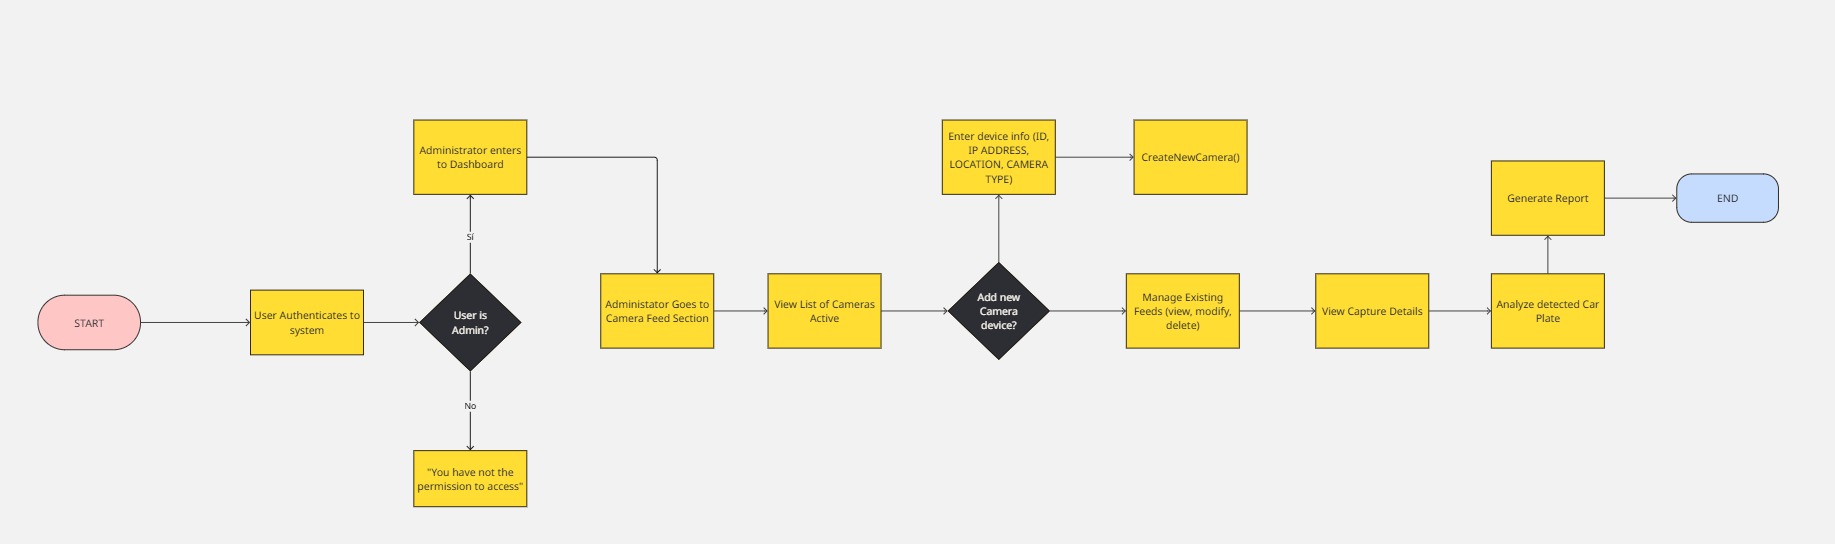 START
User Authenticates to
system
User is
Admin?
Sí
Administrator enters
to Dashboard
No
"You have not the
permission to access"
Administator Goes to
Camera Feed Section
View List of Cameras
Active
Add new
Camera
device?
Enter device info (ID,
IP ADDRESS,
LOCATION, CAMERA
TYPE)
CreateNewCamera()
Manage Existing
Feeds (view, modify,
delete)
View Capture Details
Analyze detected Car
Plate
Generate Report
END